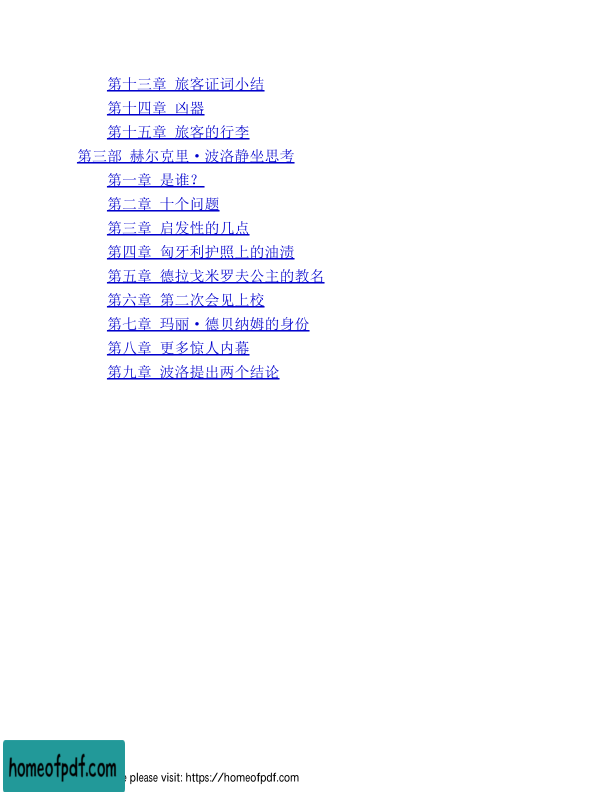 第十三章 旅客证词小结
第十四章 凶器
第十五章 旅客的行李
第三部 赫尔克里·波洛静坐思考
第一章 是谁？
第二章 十个问题
第三章 启发性的几点
第四章 匈牙利护照上的油渍
第五章 德拉戈米罗夫公主的教名
第六章 第二次会见上校
第七章 玛丽·德贝纳姆的身份
第八章 更多惊人内幕
第九章 波洛提出两个结论
homeofpdf.com
please visit: https://homeofpdf.com